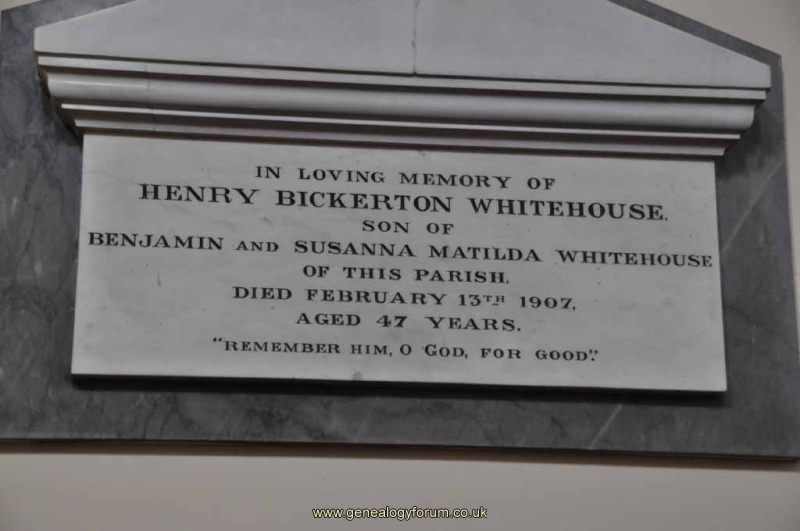 IN LOVING MEMORY OF
HENRY BICKERTON WHITEHOUSE.
SON OF
BENJAMIN AND SUSANNA MATILDA WHITEHOUSE
OF THIS PARISH.
DIED FEBRUARY 13TH 1907,
AGED 47 YEARS.
"REMEMBER HIM, O GOD, FOR GOOD".
www.genealogyforum.co.uk